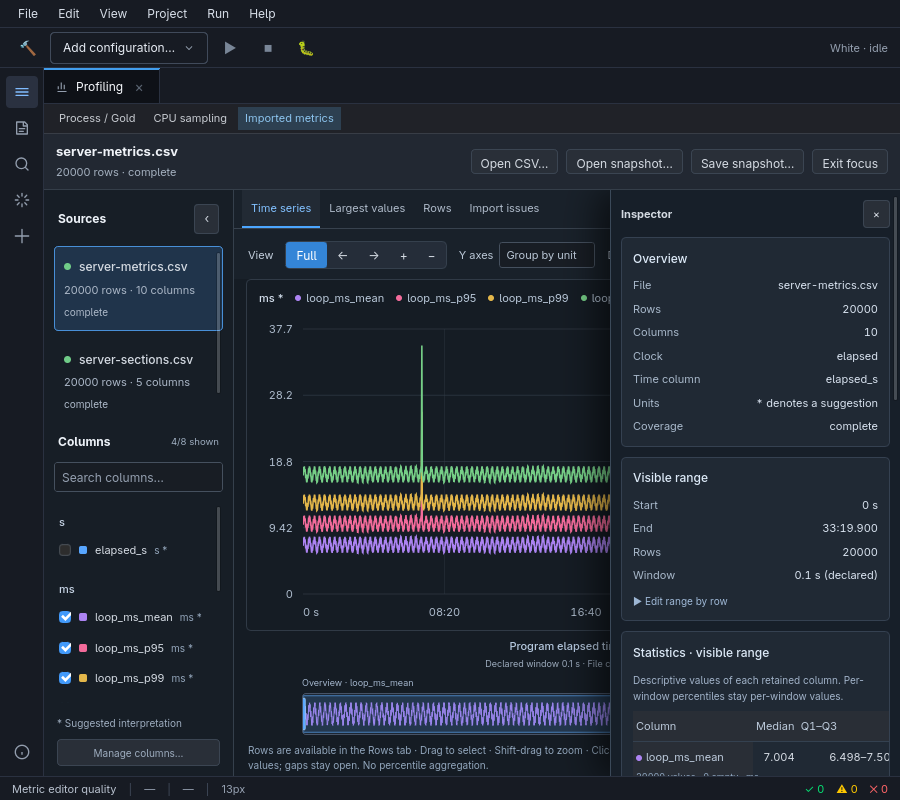 File Edit View Project Run Help
Add configuration...
White · idle
Profiling ×
Process / Gold CPU sampling Imported metrics
server-metrics.csv
20000 rows · complete
Open CSV... Open snapshot... Save snapshot... Exit focus
Sources
server-metrics.csv
20000 rows · 10 columns
complete
server-sections.csv
20000 rows · 5 columns
complete
Columns 4/8 shown
Search columns...
s
elapsed_s s *
ms
loop_ms_mean ms *
loop_ms_p95 ms *
loop_ms_p99 ms *
* Suggested interpretation
Manage columns...
Time series Largest values Rows Import issues
View Full ← → + − Y axes Group by unit
ms * loop_ms_mean loop_ms_p95 loop_ms_p99
37.7
28.2
18.8
9.42
0
0 s 08:20 16:40
Program elapsed
Declared window 0.1 s · File
Overview · loop_ms_mean
Rows are available in the Rows tab · Drag to select · Shift-drag to zoom ·
values; gaps stay open. No percentile aggregation.
Inspector ×
Overview
File server-metrics.csv
Rows 20000
Columns 10
Clock elapsed
Time column elapsed_s
Units * denotes a suggestion
Coverage complete
Visible range
Start 0 s
End 33:19.900
Rows 20000
Window 0.1 s (declared)
▶ Edit range by row
Statistics · visible range
Descriptive values of each retained column. Per-
window percentiles stay per-window values.
Column Median Q1–Q3
loop_ms_mean 7.004 6.498–7.50
Metric editor quality — — 13px
0 0 0